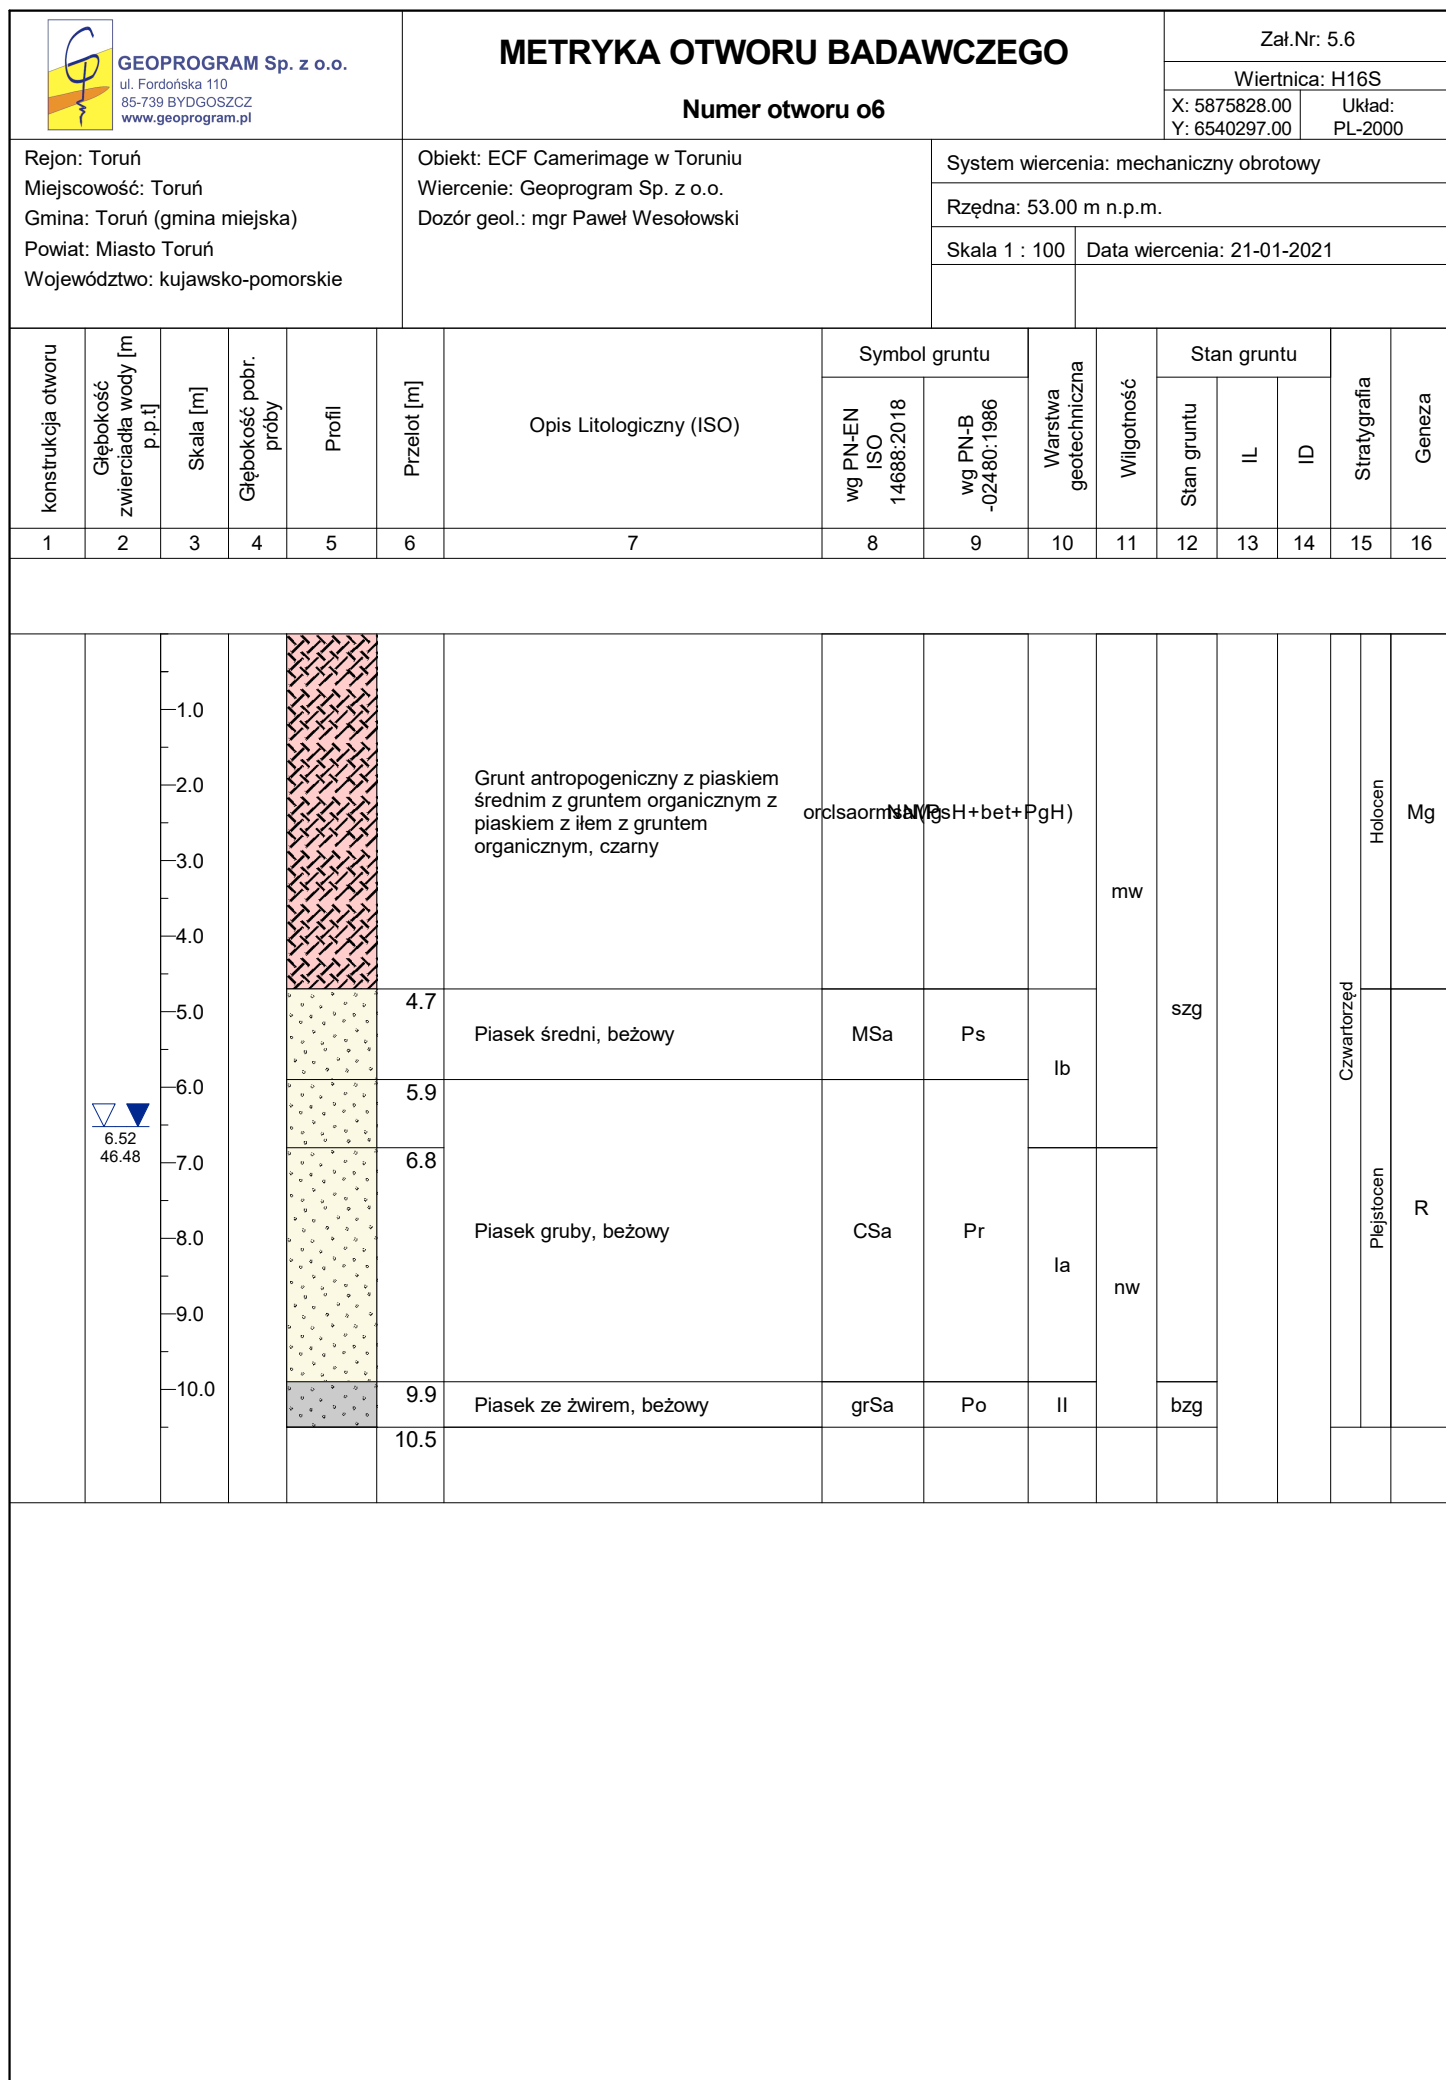 GEOPROGRAM Sp. z o.o.
ul. Fordońska 110
85-739 BYDGOSZCZ
www.geoprogram.pl
METRYKA OTWORU BADAWCZEGO
Numer otworu o6
Zał.Nr: 5.6
Wiertnica: H16S
X: 5875828.00
Y: 6540297.00
Układ:
PL-2000
Rejon: Toruń
Miejscowość: Toruń
Gmina: Toruń (gmina miejska)
Powiat: Miasto Toruń
Województwo: kujawsko-pomorskie
Obiekt: ECF Camerimage w Toruniu
Wiercenie: Geoprogram Sp. z o.o.
Dozór geol.: mgr Paweł Wesołowski
System wiercenia: mechaniczny obrotowy
Rzędna: 53.00 m n.p.m.
Skala 1 : 100
Data wiercenia: 21-01-2021
konstrukcja otworu
Głębokość
zwierciadła wody [m
p.p.t]
Skala [m]
Głębokość pobr.
próby
Profil
Przelot [m]
Opis Litologiczny (ISO)
Symbol gruntu
wg PN-EN
ISO
14688:2018
wg PN-B
-02480:1986
Warstwa
geotechniczna
Wilgotność
Stan gruntu
Stan gruntu
IL
ID
Stratygrafia
Geneza
1 2 3 4 5 6 7 8 9 10 11 12 13 14 15 16
1.0
2.0
3.0
4.0
5.0
6.0
7.0
8.0
9.0
10.0
6.52
46.48
4.7
5.9
6.8
9.9
10.5
Grunt antropogeniczny z piaskiem
średnim z gruntem organicznym z
piaskiem z iłem z gruntem
organicznym, czarny
Piasek średni, beżowy
MSa
Ps
Piasek gruby, beżowy
CSa
Pr
Piasek ze żwirem, beżowy
grSa
Po
Ib
Ia
II
mw
nw
szg
bzg
Czwartorzęd
Holocen
Plejstocen
Mg
R